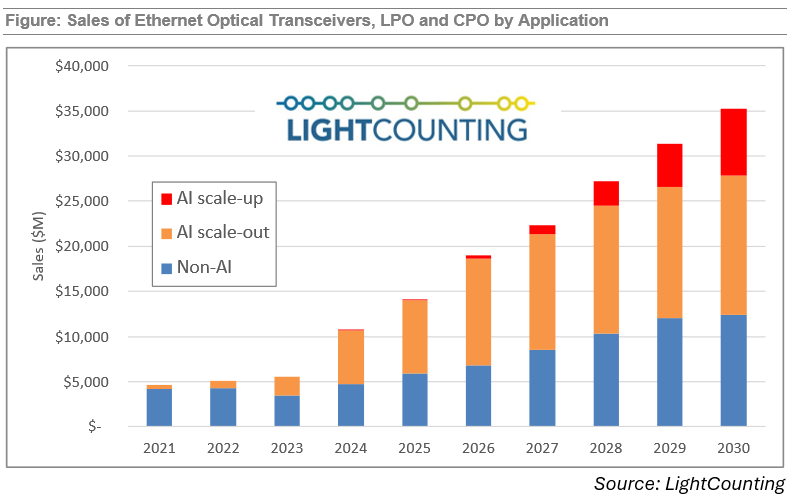 Figure: Sales of Ethernet Optical Transceivers, LPO and CPO by Application
$40,000
$35,000
$30,000
$25,000
$20,000
$15,000
$10,000
$5,000
$-
Sales ($M)
LIGHTCOUNTING
AI scale-up
AI scale-out
Non-AI
2021 2022 2023 2024 2025 2026 2027 2028 2029 2030
Source: LightCounting